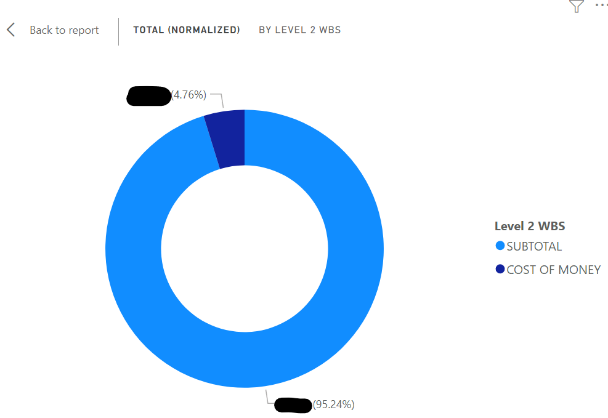 Back to report
TOTAL (NORMALIZED) BY LEVEL 2 WBS
(4.76%)
Level 2 WBS
SUBTOTAL
COST OF MONEY
(95.24%)